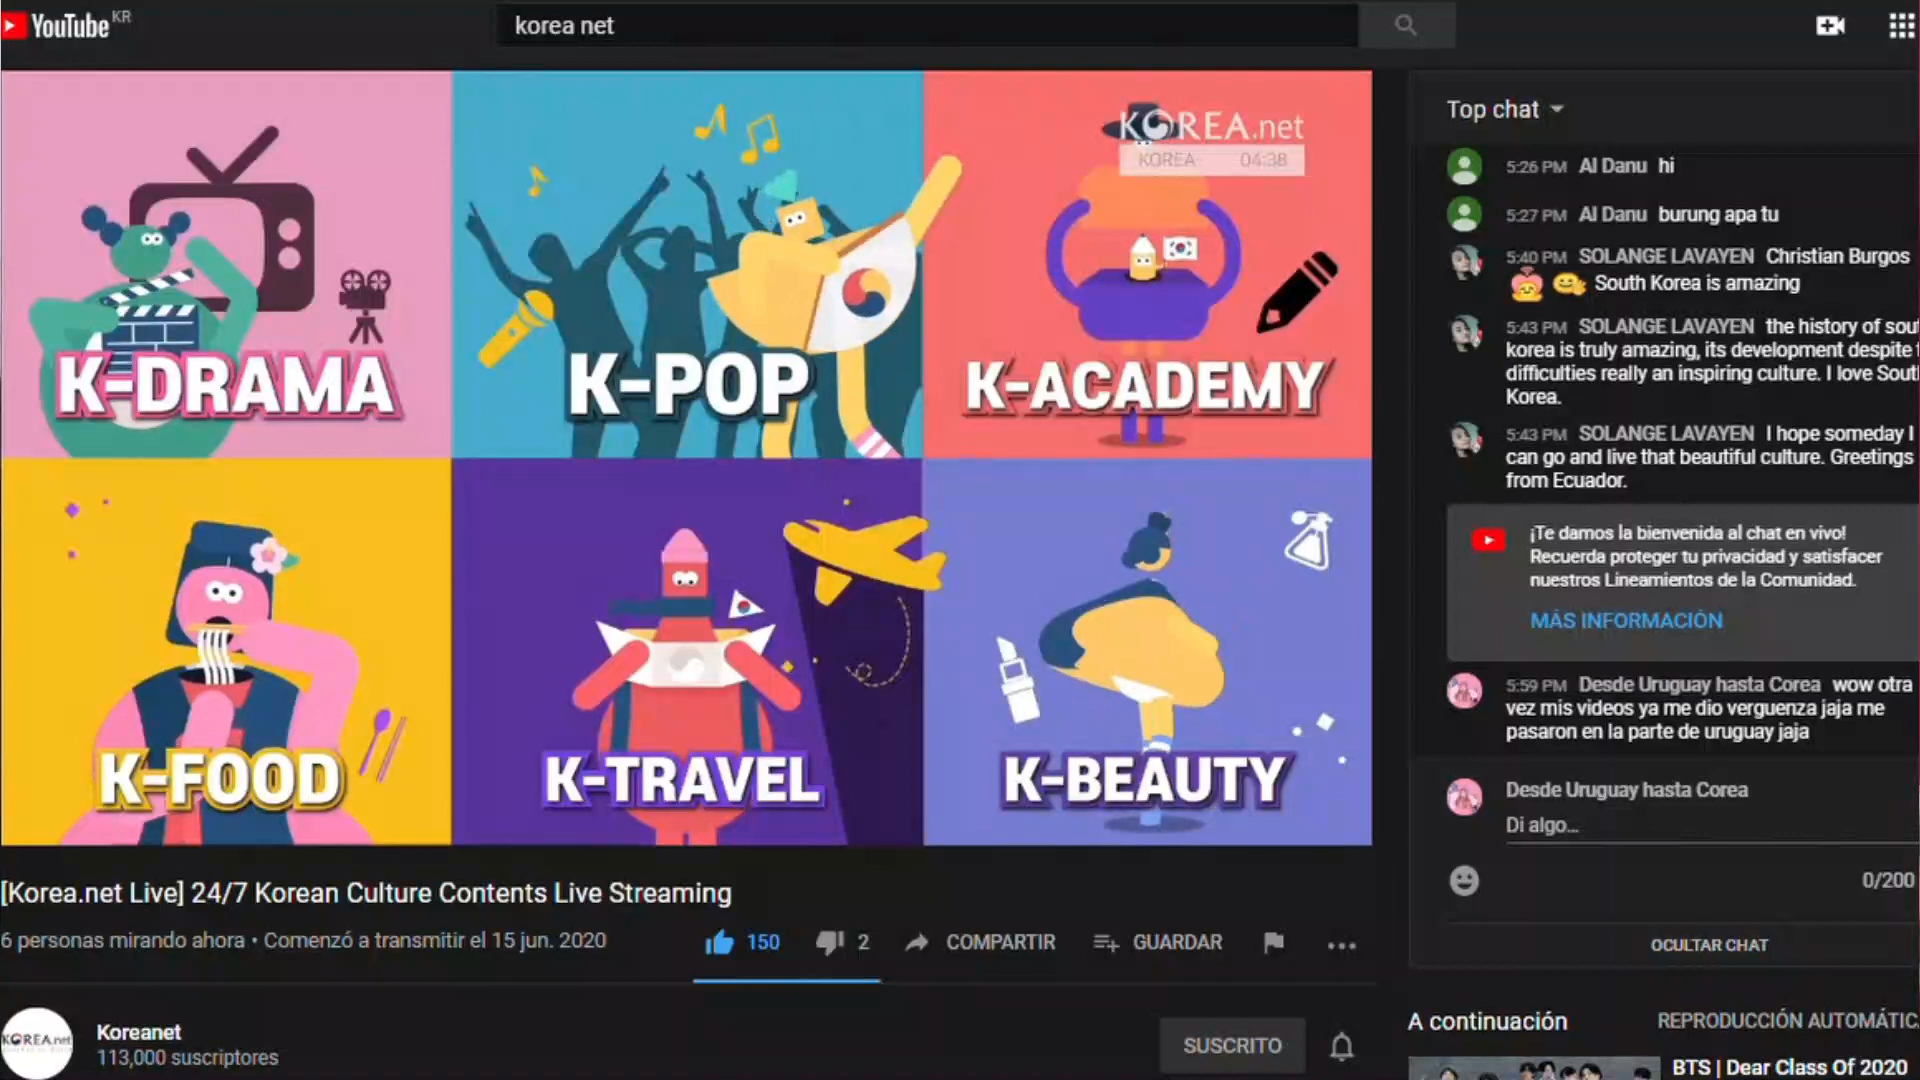 YouTube KR
korea net
KOREA.net
KOREA 04:38
K-DRAMA
K-POP
K-ACADEMY
K-FOOD
K-TRAVEL
K-BEAUTY
[Korea.net Live] 24/7 Korean Culture Contents Live Streaming
6 personas mirando ahora • Comenzó a transmitir el 15 jun. 2020
150
2
COMPARTIR
GUARDAR
KOREA.net
Koreanet
113,000 suscriptores
SUSCRITO
Top chat
5:26 PM Al Danu hi
5:27 PM Al Danu burung apa tu
5:40 PM SOLANGE LAVAYEN Christian Burgos
South Korea is amazing
5:43 PM SOLANGE LAVAYEN the history of
korea is truly amazing, its development despite
difficulties really an inspiring culture. I love
Korea.
5:43 PM SOLANGE LAVAYEN I hope someday I
can go and live that beautiful culture. Greetings
from Ecuador.
¡Te damos la bienvenida al chat en vivo!
Recuerda proteger tu privacidad y satisfacer
nuestros Lineamientos de la Comunidad.
MÁS INFORMACIÓN
5:59 PM Desde Uruguay hasta Corea wow otra
vez mis videos ya me dio verguenza jaja me
pasaron en la parte de uruguay jaja
Desde Uruguay hasta Corea
Di algo...
0/200
OCULTAR CHAT
A continuación
REPRODUCCIÓN AUTOMÁTIC
BTS | Dear Class Of 2020